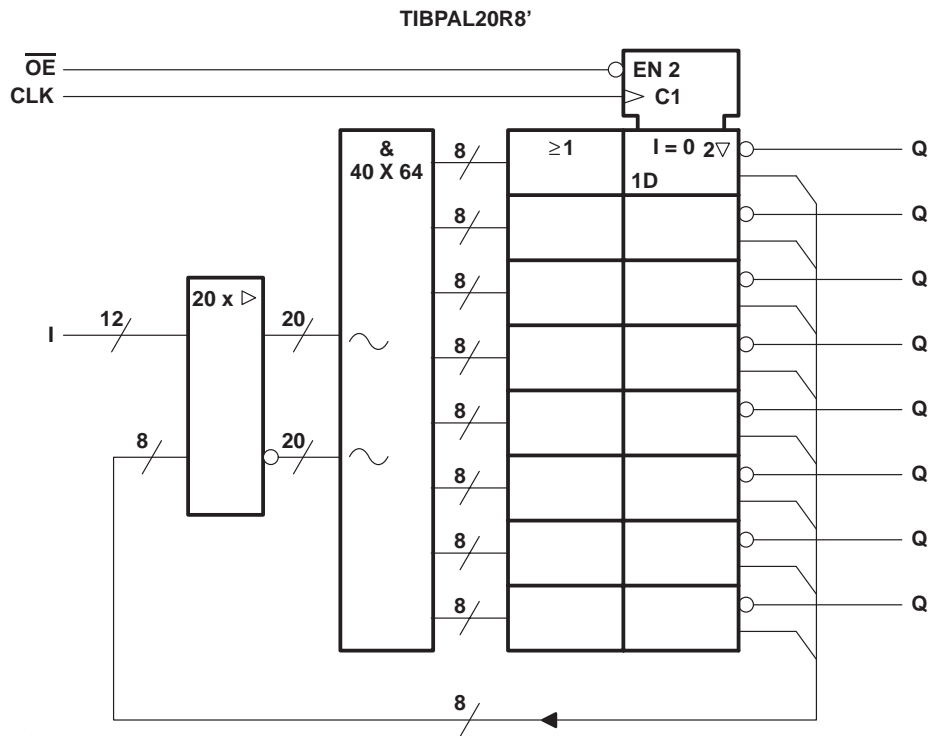 TIBPAL20R8’
OE
EN 2
CLK
C1
&
40 X 64
8
≥1
I = 0 2▽
1D
Q
8
Q
8
Q
20 x ▷
I
12
20
8
Q
8
20
8
Q
8
Q
8
Q
8
Q
8